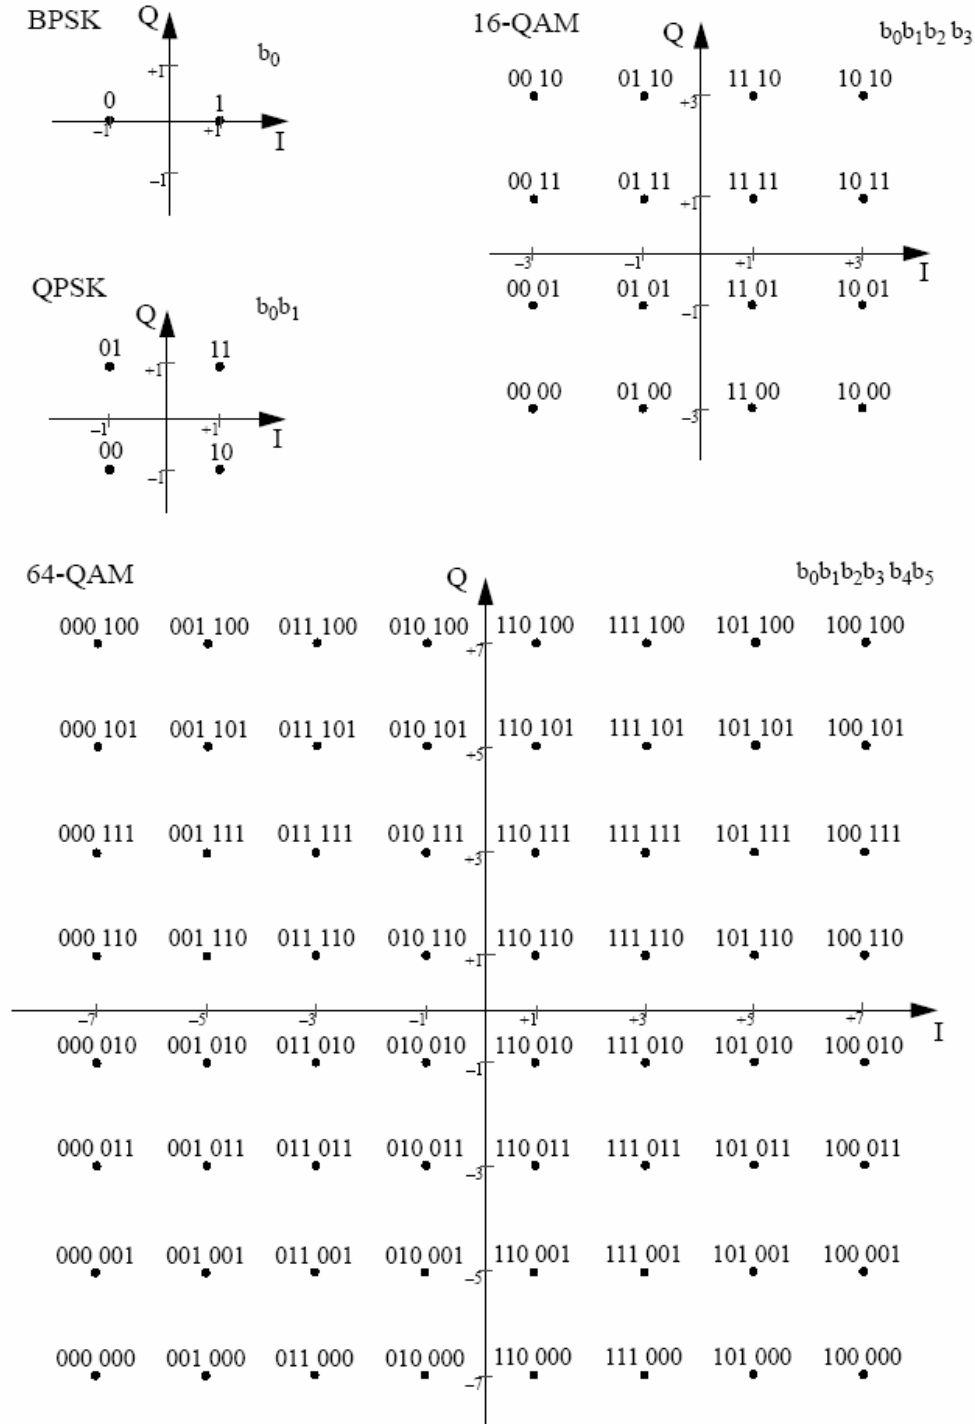 BPSK
Q
b0
+1
0 1
–1 +1
I
–1
QPSK
Q
b0b1
01 11
+1
–1 +1
I
00 10
–1
16-QAM
Q
b0b1b2 b3
00 10 01 10 11 10 10 10
+3
00 11 01 11 11 11 10 11
+1
–3 –1 +1 +3
I
00 01 01 01 11 01 10 01
–1
00 00 01 00 11 00 10 00
–3
64-QAM
Q
b0b1b2b3 b4b5
000 100 001 100 011 100 010 100 110 100 111 100 101 100 100 100
+7
000 101 001 101 011 101 010 101 110 101 111 101 101 101 100 101
+5
000 111 001 111 011 111 010 111 110 111 111 111 101 111 100 111
+3
000 110 001 110 011 110 010 110 110 110 111 110 101 110 100 110
+1
–7 –5 –3 –1 +1 +3 +5 +7
I
000 010 001 010 011 010 010 010 110 010 111 010 101 010 100 010
–1
000 011 001 011 011 011 010 011 110 011 111 011 101 011 100 011
–3
000 001 001 001 011 001 010 001 110 001 111 001 101 001 100 001
–5
000 000 001 000 011 000 010 000 110 000 111 000 101 000 100 000
–7